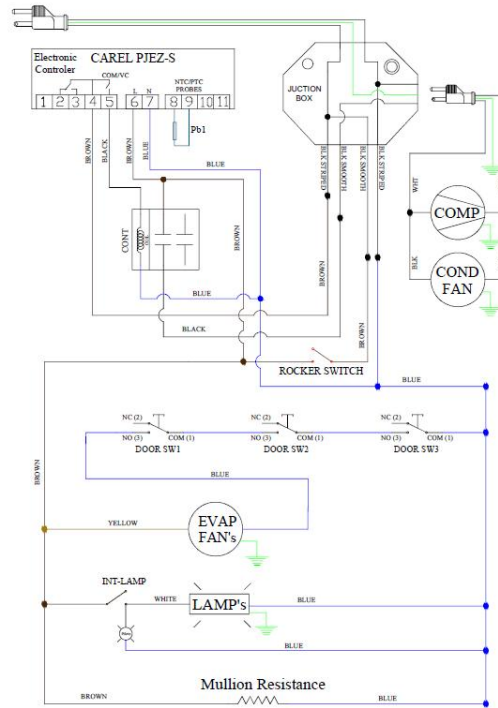 Electronic Controler
CAREL PJEZ-S
COM/VC
L N
NTC/PTC PROBES
1 2 3 4 5 6 7 8 9 10 11
Pb1
JUCTION BOX
BROWN
BLACK
BROWN
BLUE
BLUE
BLK STRIPED
BLK SMOOTH
BLK SMOOTH
BLK STRIPED
WHT
COMP
BLK
COND FAN
CONT
BROWN
BROWN
BROWN
BLUE
BLACK
ROCKER SWITCH
BLUE
NC (2)
NO (3)
COM (1)
DOOR SW1
NC (2)
NO (3)
COM (1)
DOOR SW2
NC (2)
NO (3)
COM (1)
DOOR SW3
BROWN
BLUE
YELLOW
EVAP FAN's
INT-LAMP
WHITE
LAMP's
BLUE
BLUE
Mullion Resistance
BROWN
BLUE